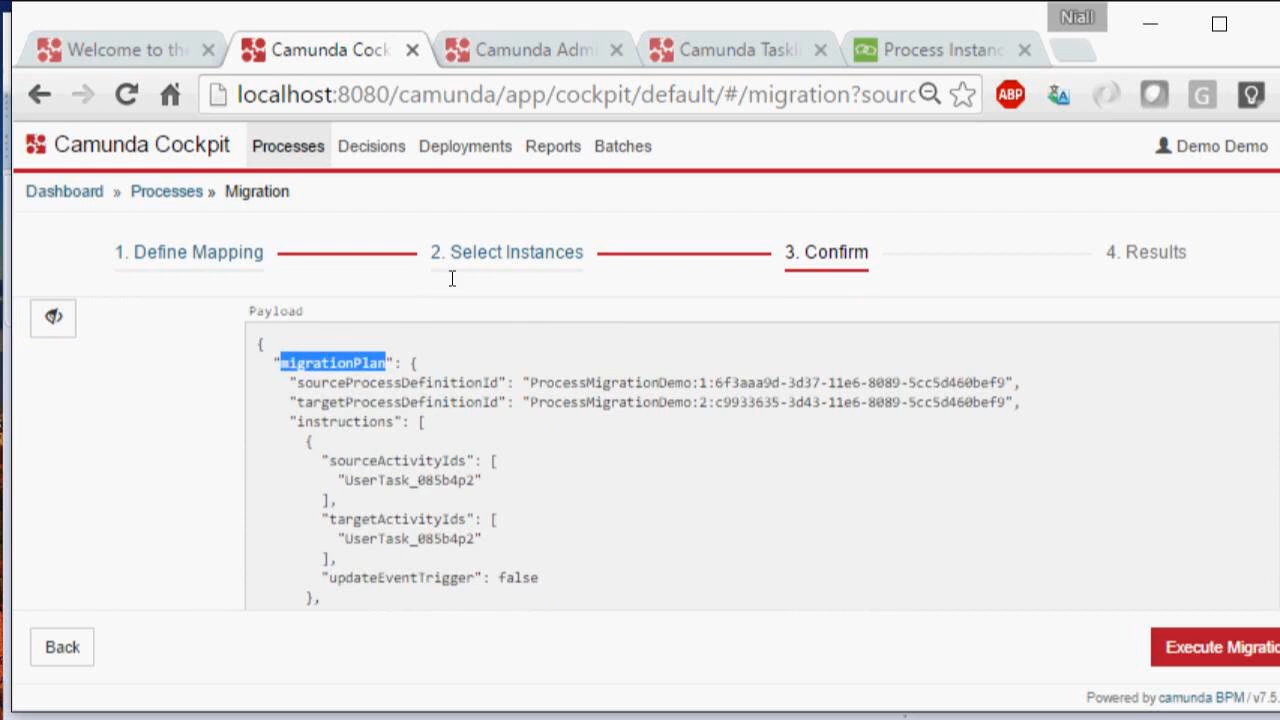 Niall
Welcome to the
Camunda Cock
Camunda Adm
Camunda Taskli
Process Instanc
localhost:8080/camunda/app/cockpit/default/#/migration?sourc
ABP
G
Camunda Cockpit
Processes
Decisions
Deployments
Reports
Batches
Demo Demo
Dashboard » Processes » Migration
1. Define Mapping
2. Select Instances
3. Confirm
4. Results
Payload
{
"migrationPlan": {
"sourceProcessDefinitionId": "ProcessMigrationDemo:1:6f3aaa9d-3d37-11e6-8089-5cc5d460bef9",
"targetProcessDefinitionId": "ProcessMigrationDemo:2:c9933635-3d43-11e6-8089-5cc5d460bef9",
"instructions": [
{
"sourceActivityIds": [
"UserTask_085b4p2"
],
"targetActivityIds": [
"UserTask_085b4p2"
],
"updateEventTrigger": false
},
Back
Execute Migratio
Powered by camunda BPM / v7.5.